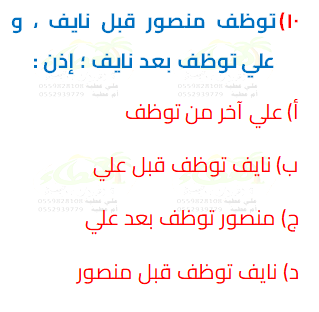 ١٠) توظف منصور قبل نايف ، و
علي توظف بعد نايف ؛ إذن :
أ) علي آخر من توظف
ب) نايف توظف قبل علي
ج) منصور توظف بعد علي
د) نايف توظف قبل منصور